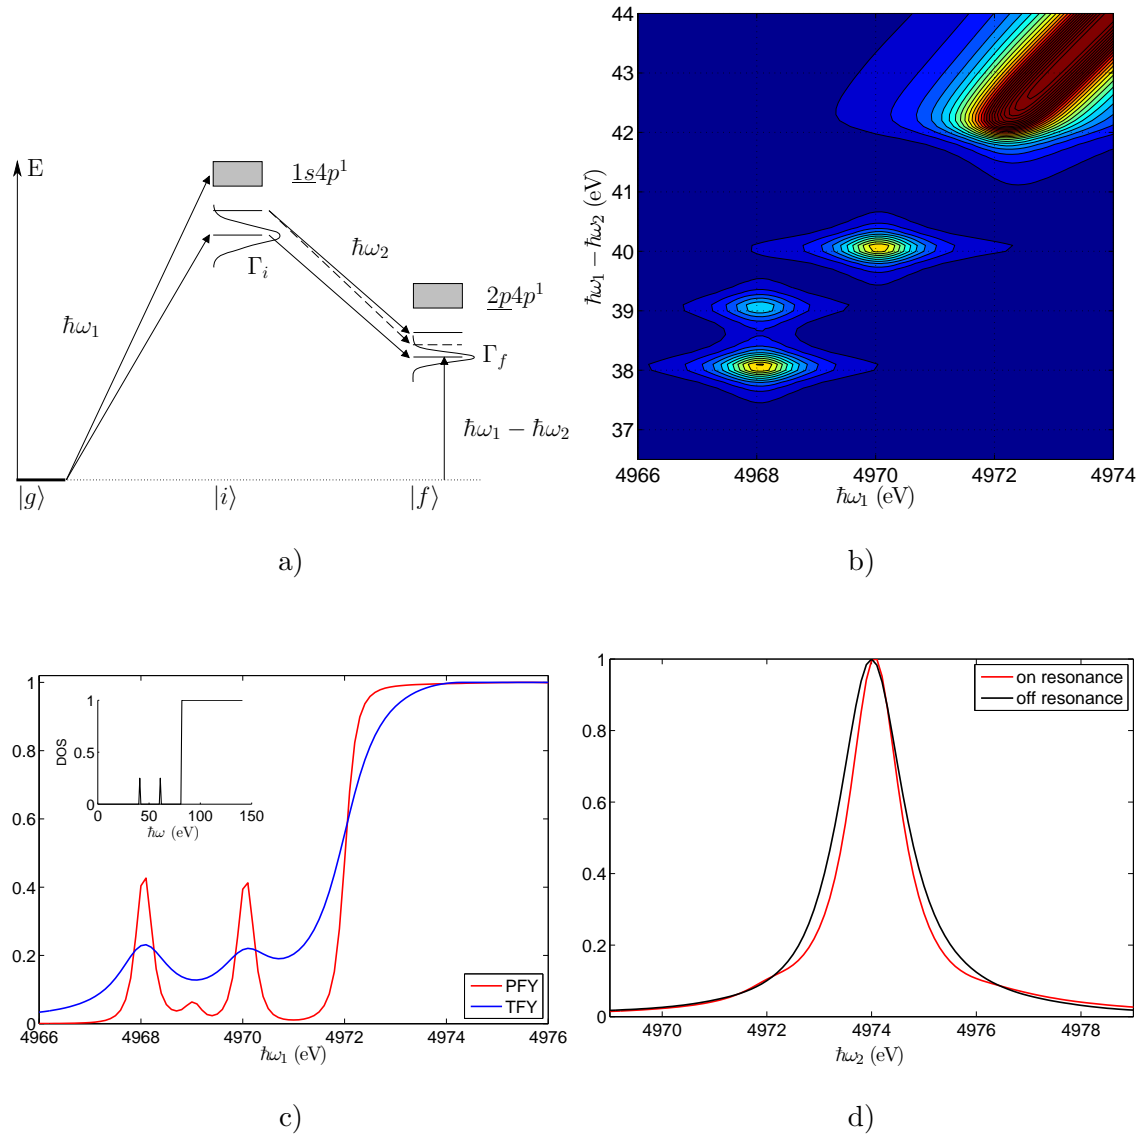 E
1s4p¹
ħω₂
Γᵢ
2p4p¹
ħω₁
Γf
ħω₁ − ħω₂
|g⟩ |i⟩ |f⟩
a)
44
43
42
41
40
39
38
37
ħω₁ − ħω₂ (eV)
4966 4968 4970 4972 4974
ħω₁ (eV)
b)
1
0.8
0.6
0.4
0.2
0
1
0.5
0
DOS
0 50 100 150
ħω (eV)
PFY
TFY
4966 4968 4970 4972 4974 4976
ħω₁ (eV)
c)
1
0.8
0.6
0.4
0.2
0
on resonance
off resonance
4970 4972 4974 4976 4978
ħω₂ (eV)
d)